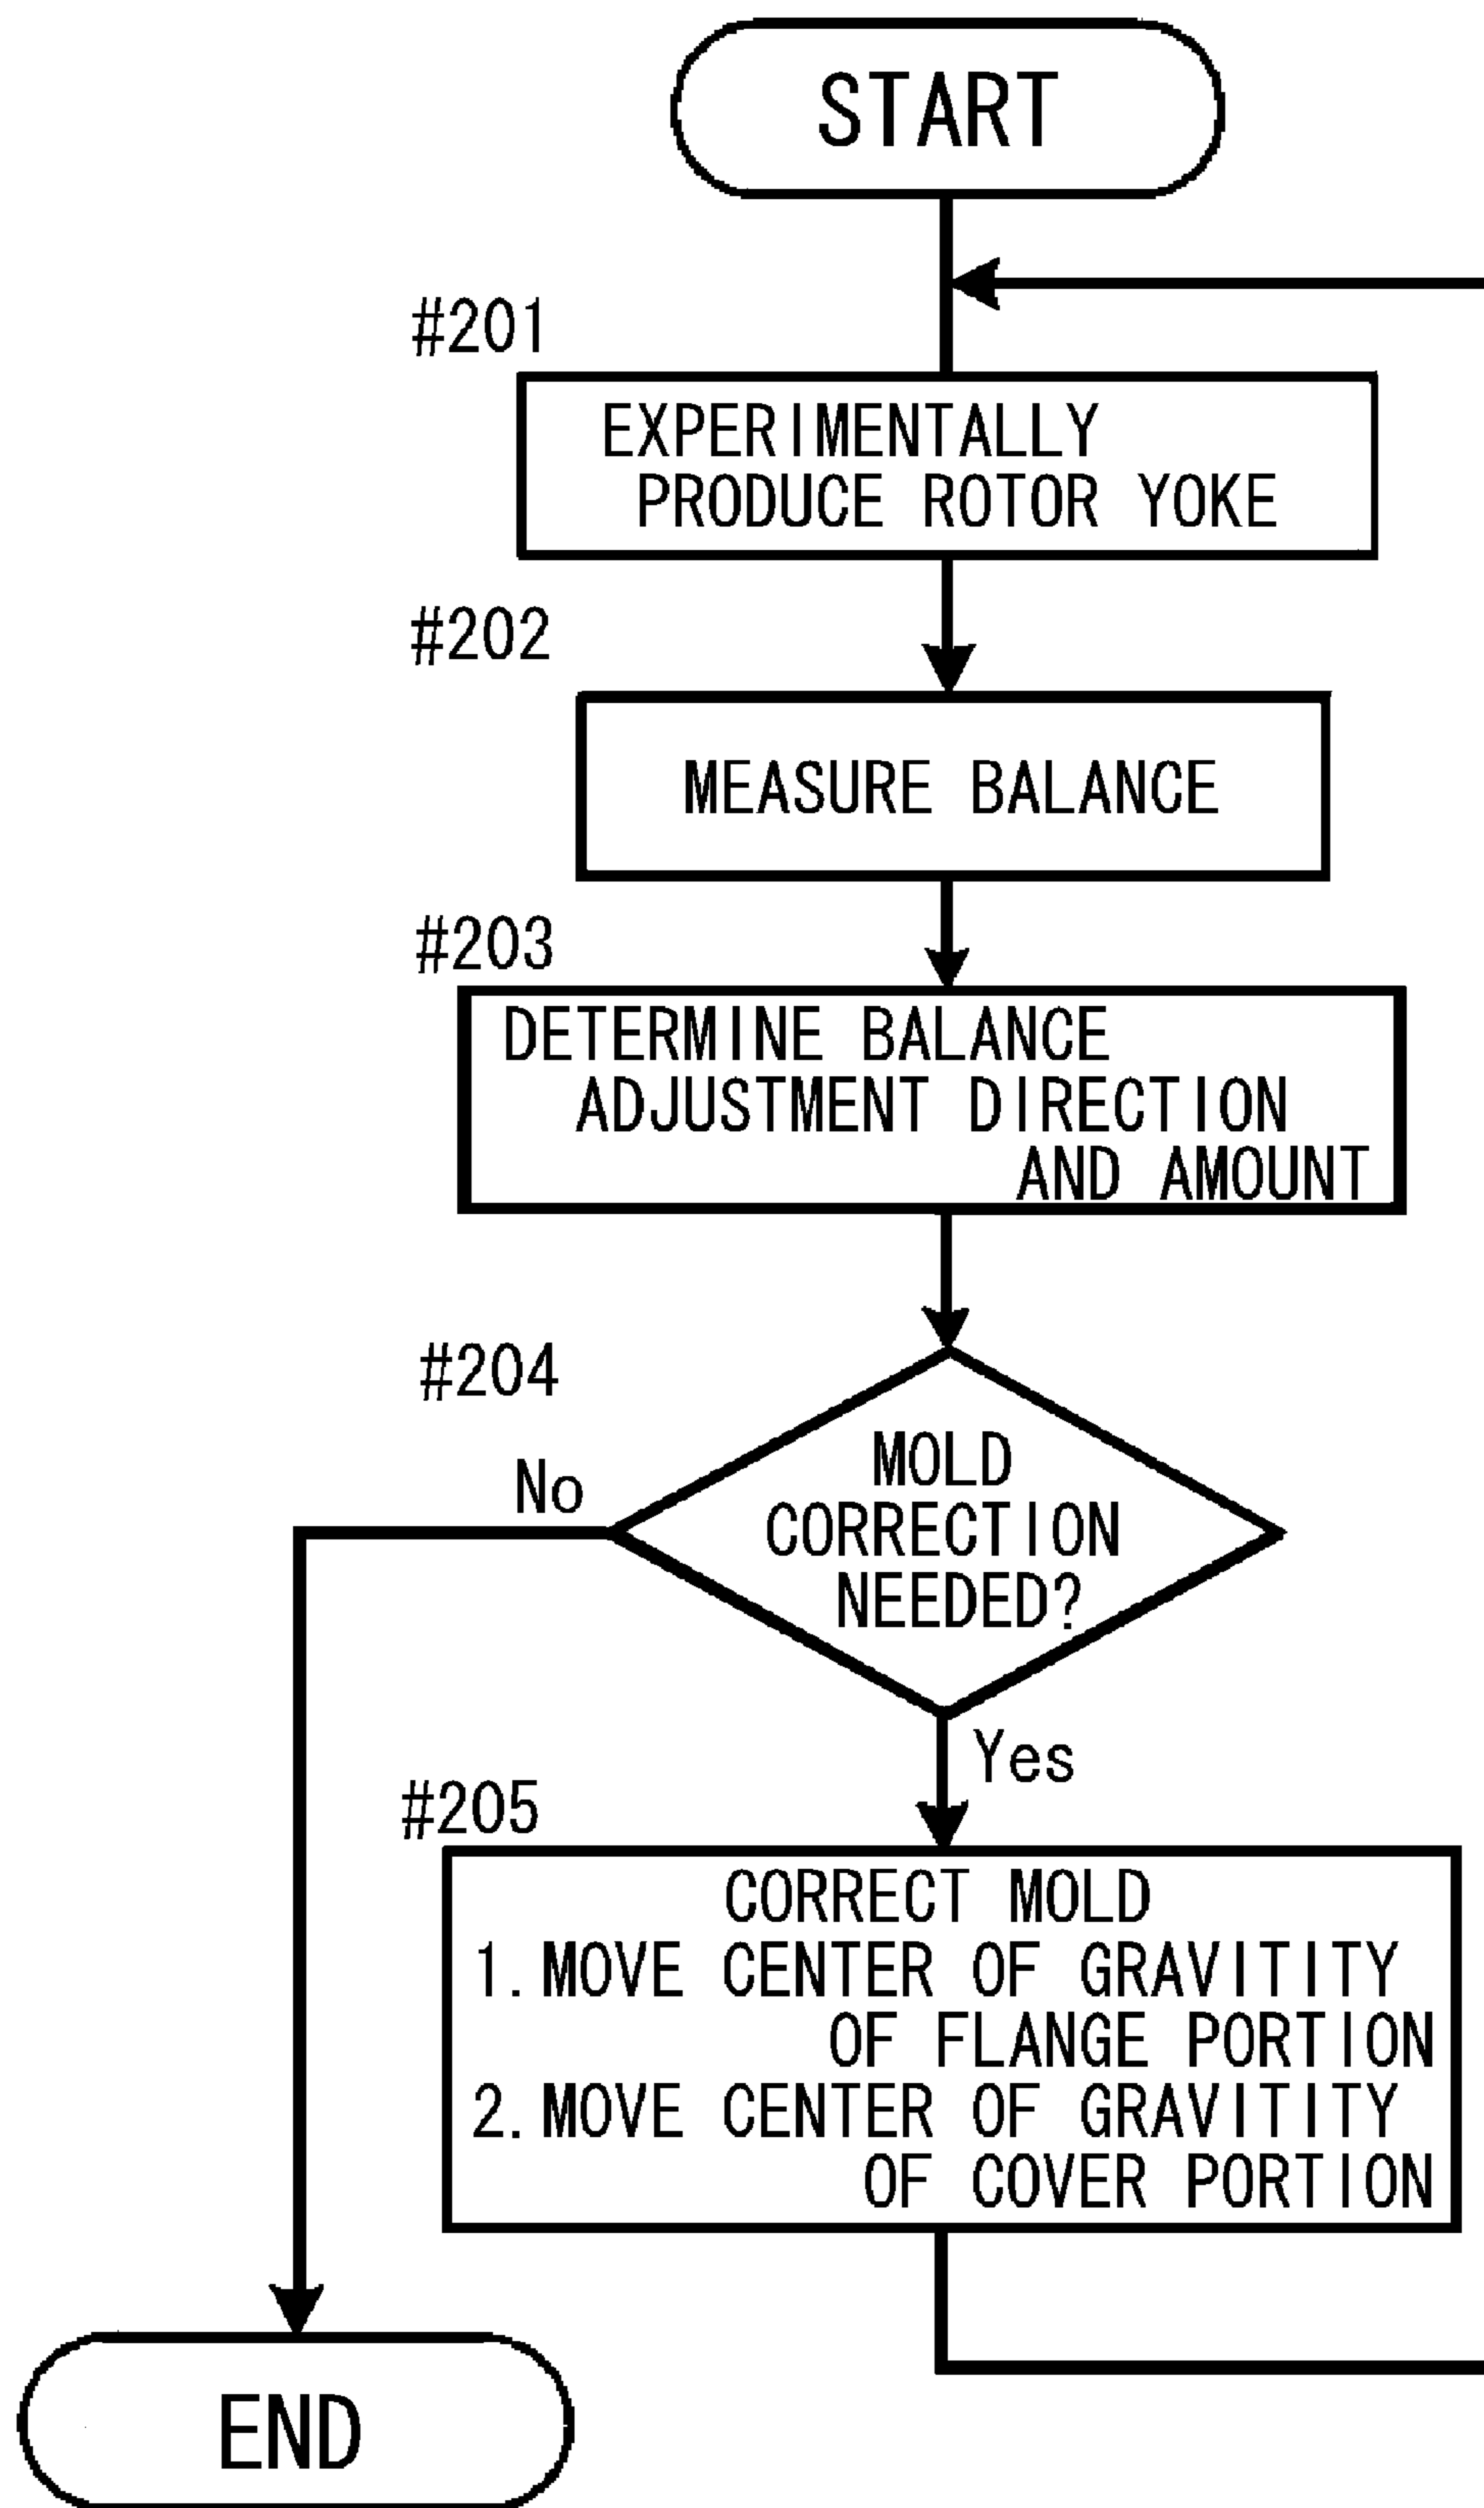 START
#201
EXPERIMENTALLY
PRODUCE ROTOR YOKE
#202
MEASURE BALANCE
#203
DETERMINE BALANCE
ADJUSTMENT DIRECTION
AND AMOUNT
#204
MOLD
CORRECTION
NEEDED?
No
Yes
#205
CORRECT MOLD
1. MOVE CENTER OF GRAVITITY
OF FLANGE PORTION
2. MOVE CENTER OF GRAVITITY
OF COVER PORTION
END